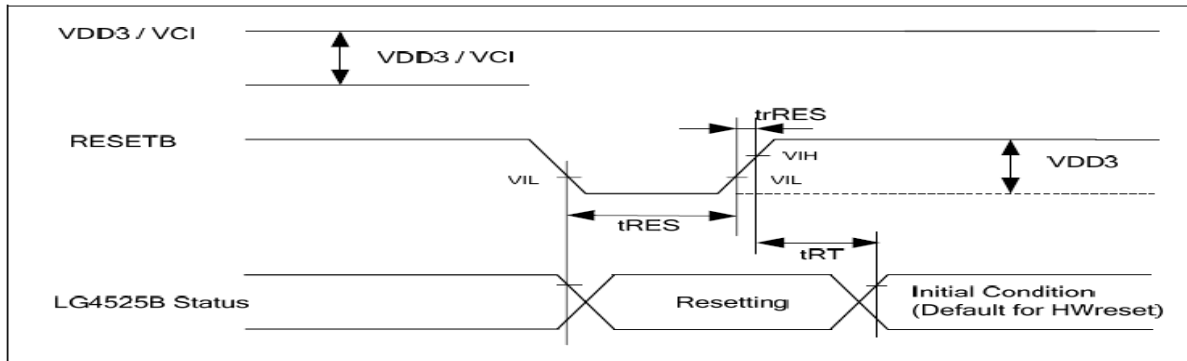 VDD3 / VCI
VDD3 / VCI
trRES
RESETB
VIH
VDD3
VIL
VIL
tRES
tRT
LG4525B Status
Resetting
Initial Condition
(Default for HWreset)